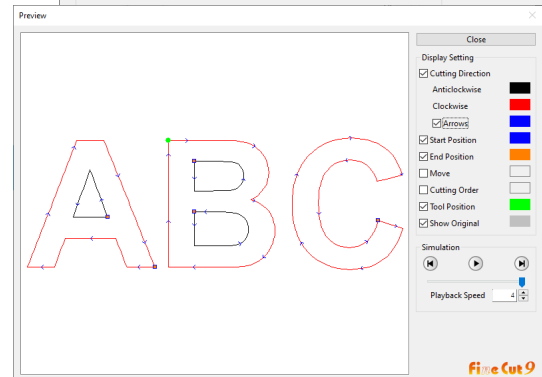 Preview
Close
Display Setting
Cutting Direction
Anticlockwise
Clockwise
Arrows
Start Position
End Position
Move
Cutting Order
Tool Position
Show Original
Simulation
Playback Speed 4
ABC
FineCut9